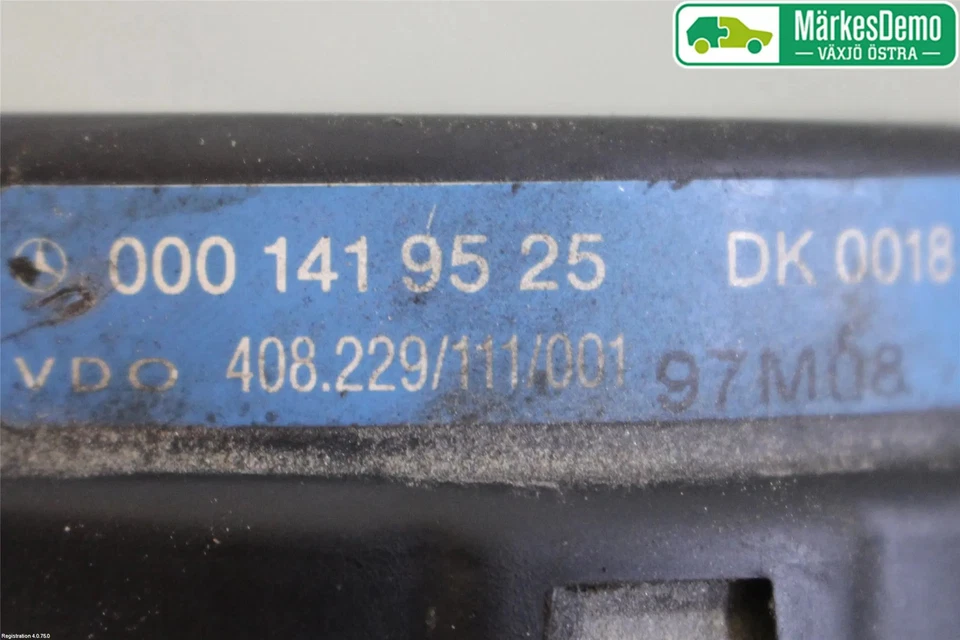 MärkesDemo
VÄXJÖ ÖSTRA
000 141 95 25 DK 0018
VDO 408.229/111/001 97M08
Registration 4.0.75.0